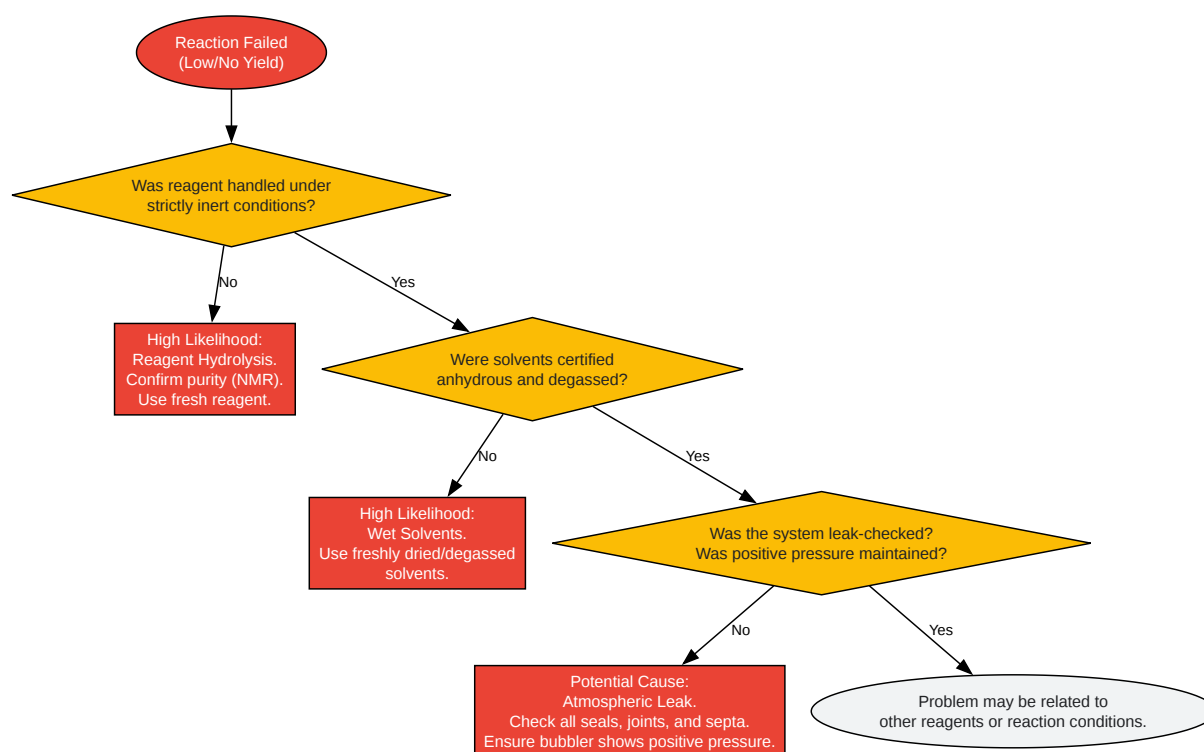 Reaction Failed
(Low/No Yield)
Was reagent handled under
strictly inert conditions?
No
Yes
High Likelihood:
Reagent Hydrolysis.
Confirm purity (NMR).
Use fresh reagent.
Were solvents certified
anhydrous and degassed?
No
Yes
High Likelihood:
Wet Solvents.
Use freshly dried/degassed
solvents.
Was the system leak-checked?
Was positive pressure maintained?
No
Yes
Potential Cause:
Atmospheric Leak.
Check all seals, joints, and septa.
Ensure bubbler shows positive pressure.
Problem may be related to
other reagents or reaction conditions.